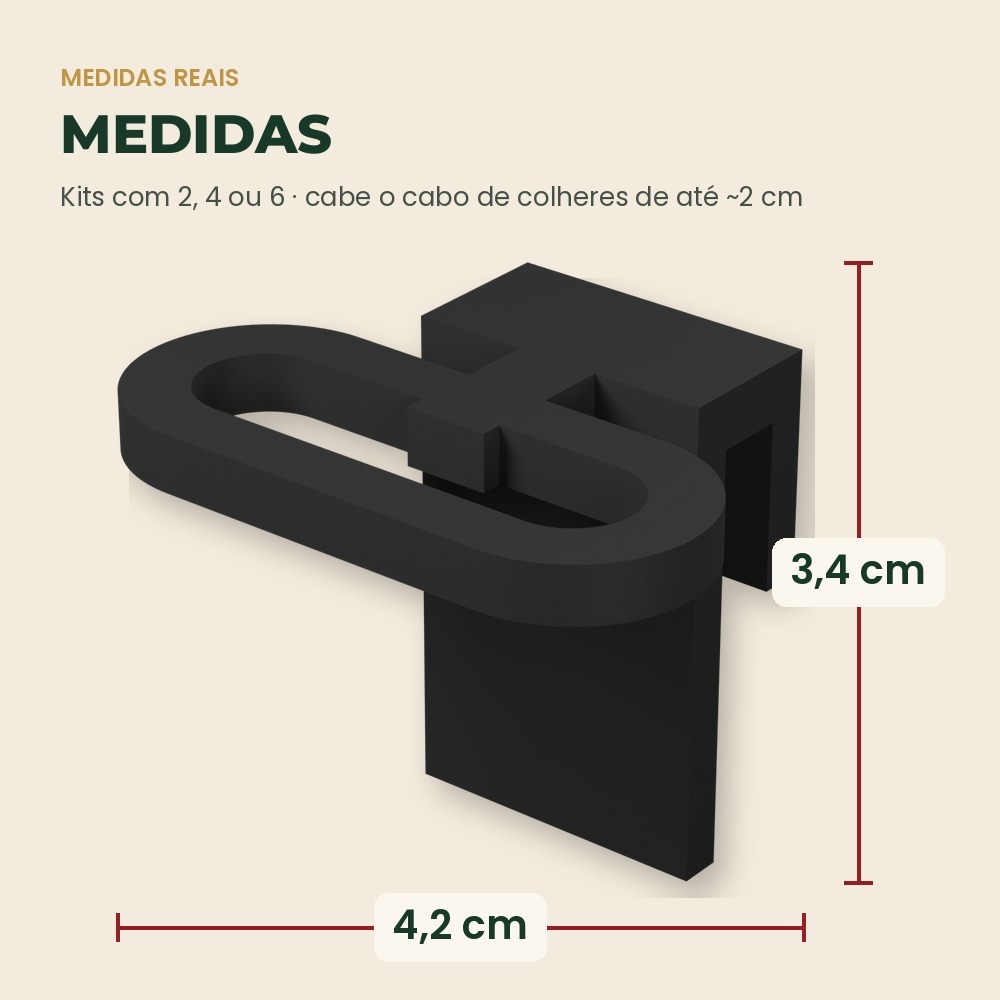 MEDIDAS REAIS
MEDIDAS
Kits com 2, 4 ou 6 · cabe o cabo de colheres de até ~2 cm
3,4 cm
4,2 cm